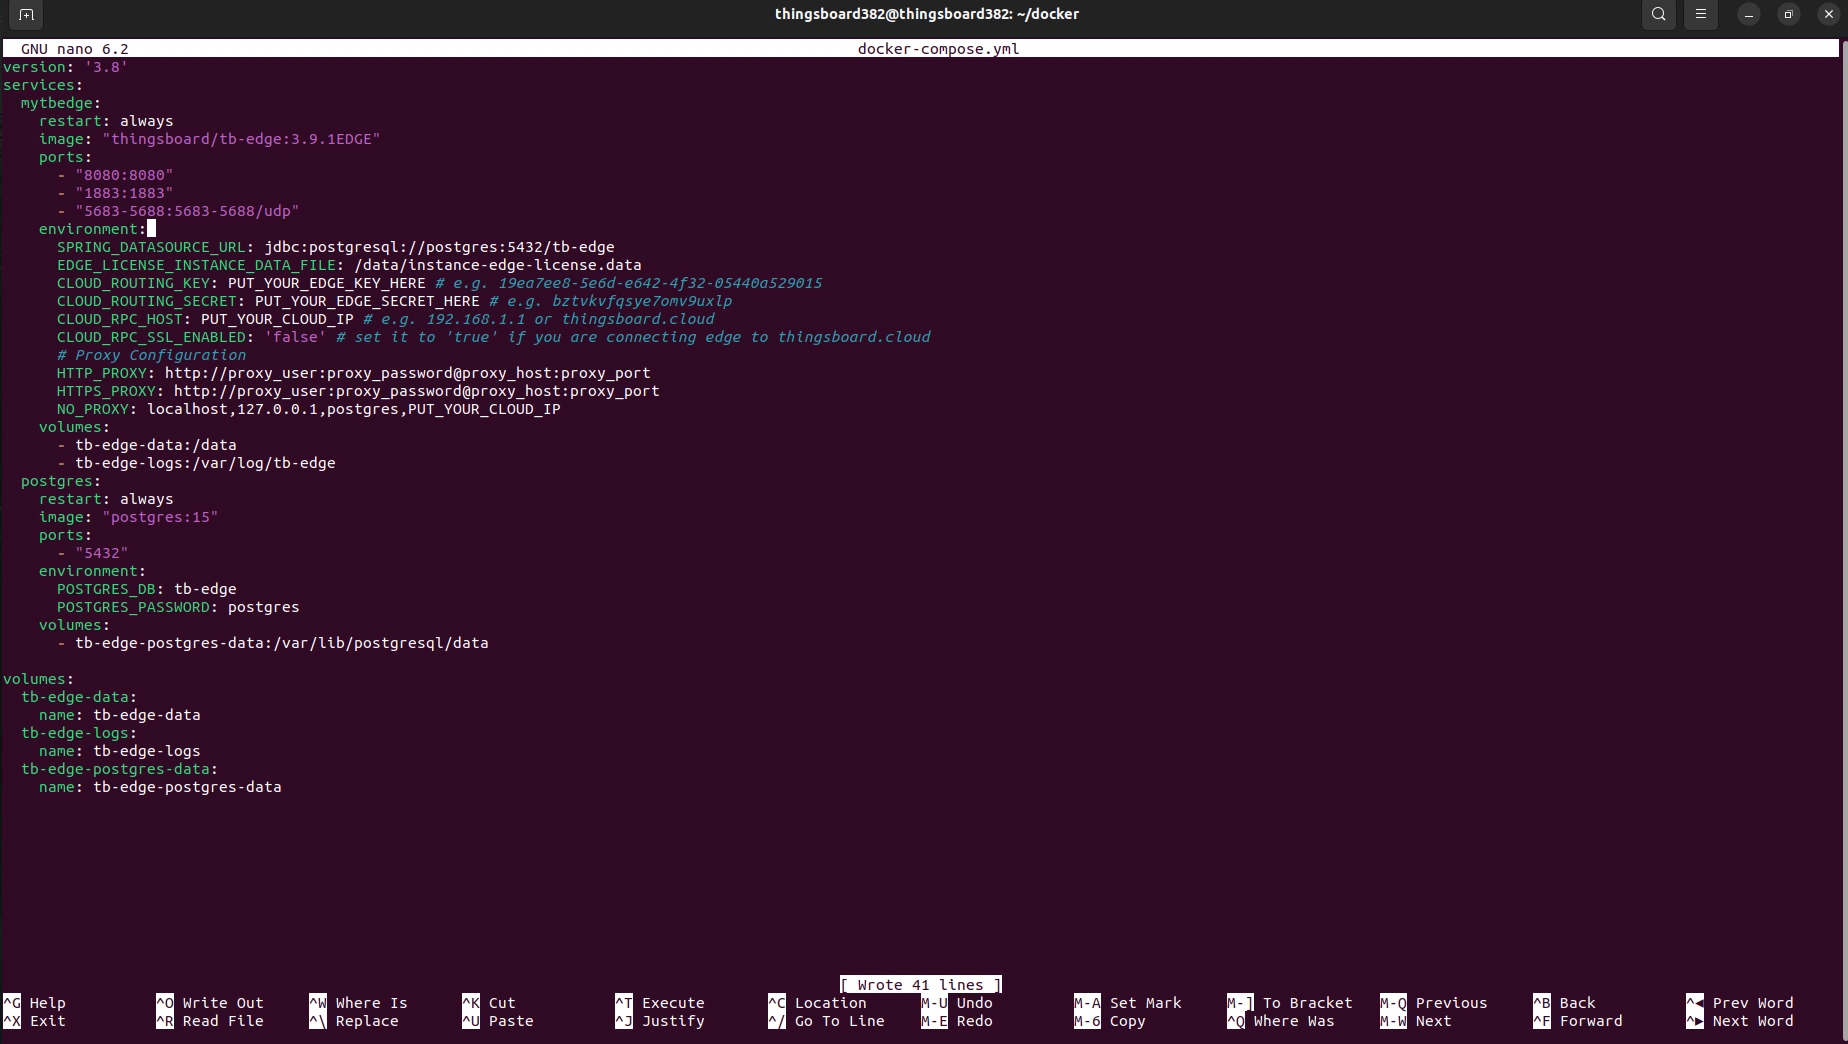 thingsboard382@thingsboard382: ~/docker
GNU nano 6.2 docker-compose.yml
version: '3.8'
services:
  mytbedge:
    restart: always
    image: "thingsboard/tb-edge:3.9.1EDGE"
    ports:
      - "8080:8080"
      - "1883:1883"
      - "5683-5688:5683-5688/udp"
    environment:
      SPRING_DATASOURCE_URL: jdbc:postgresql://postgres:5432/tb-edge
      EDGE_LICENSE_INSTANCE_DATA_FILE: /data/instance-edge-license.data
      CLOUD_ROUTING_KEY: PUT_YOUR_EDGE_KEY_HERE # e.g. 19ea7ee8-5e6d-e642-4f32-05440a529015
      CLOUD_ROUTING_SECRET: PUT_YOUR_EDGE_SECRET_HERE # e.g. bztvkvfqsye7omv9uxlp
      CLOUD_RPC_HOST: PUT_YOUR_CLOUD_IP # e.g. 192.168.1.1 or thingsboard.cloud
      CLOUD_RPC_SSL_ENABLED: 'false' # set it to 'true' if you are connecting edge to thingsboard.cloud
      # Proxy Configuration
      HTTP_PROXY: http://proxy_user:proxy_password@proxy_host:proxy_port
      HTTPS_PROXY: http://proxy_user:proxy_password@proxy_host:proxy_port
      NO_PROXY: localhost,127.0.0.1,postgres,PUT_YOUR_CLOUD_IP
    volumes:
      - tb-edge-data:/data
      - tb-edge-logs:/var/log/tb-edge
  postgres:
    restart: always
    image: "postgres:15"
    ports:
      - "5432"
    environment:
      POSTGRES_DB: tb-edge
      POSTGRES_PASSWORD: postgres
    volumes:
      - tb-edge-postgres-data:/var/lib/postgresql/data

volumes:
  tb-edge-data:
    name: tb-edge-data
  tb-edge-logs:
    name: tb-edge-logs
  tb-edge-postgres-data:
    name: tb-edge-postgres-data
[ Wrote 41 lines ]
^G Help ^O Write Out ^W Where Is ^K Cut ^T Execute ^C Location M-U Undo M-A Set Mark M-] To Bracket M-Q Previous ^B Back ^◄ Prev Word
^X Exit ^R Read File ^\ Replace ^U Paste ^J Justify ^/ Go To Line M-E Redo M-6 Copy ^Q Where Was M-W Next ^F Forward ^► Next Word